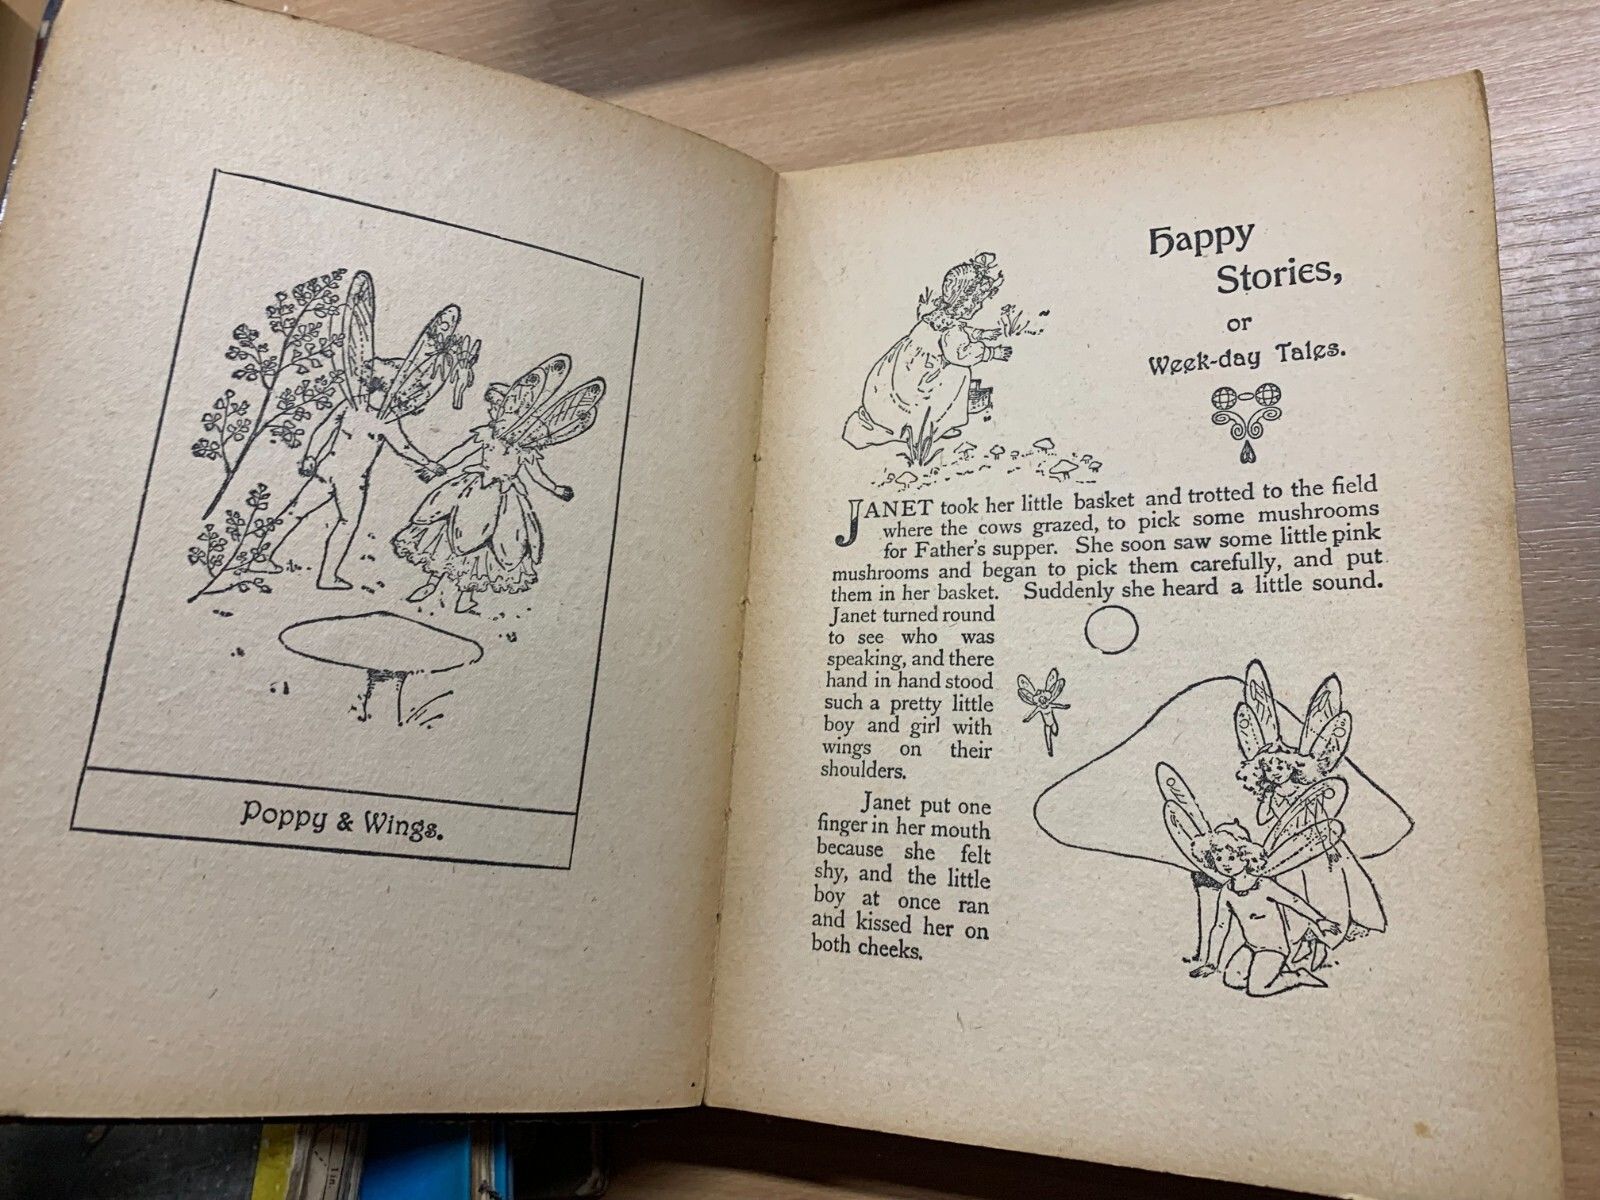 Poppy & Wings.
Happy
Stories,
or
Week-day Tales.
JANET took her little basket and trotted to the field
where the cows grazed, to pick some mushrooms
for Father's supper. She soon saw some little pink
mushrooms and began to pick them carefully, and put
them in her basket. Suddenly she heard a little sound.
Janet turned round
to see who was
speaking, and there
hand in hand stood
such a pretty little
boy and girl with
wings on their
shoulders.
Janet put one
finger in her mouth
because she felt
shy, and the little
boy at once ran
and kissed her on
both cheeks.
1 in.